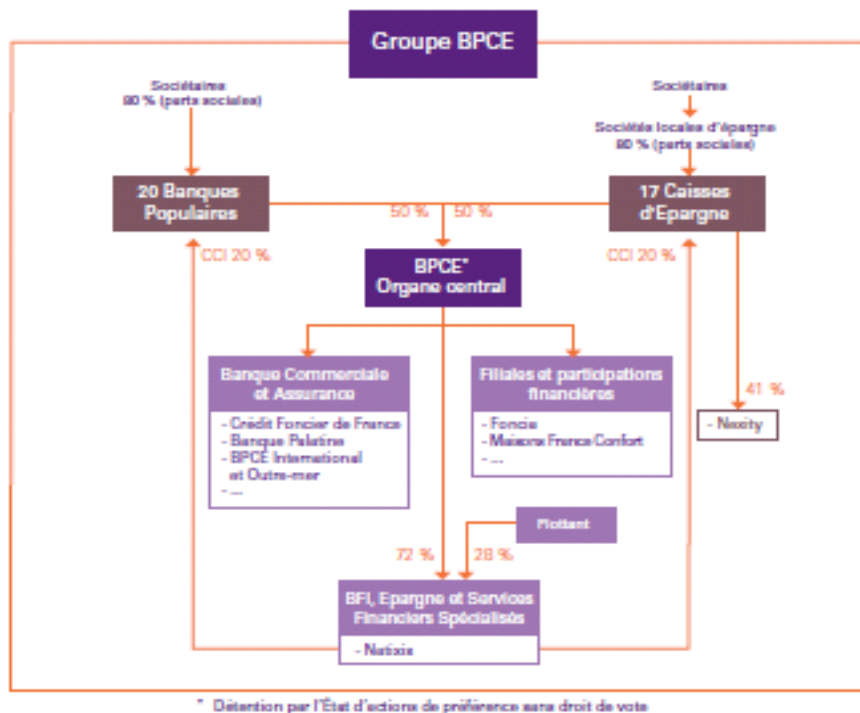 Groupe BPCE
Sociétaires
80 % (parts sociales)
Sociétaires
Sociétés locales d'épargne
80 % (parts sociales)
20 Banques
Populaires
17 Caisses
d'Epargne
50 %
50 %
CCI 20 %
CCI 20 %
BPCE*
Organe central
Banque Commerciale
et Assurance
- Crédit Foncier de France
- Banque Palatine
- BPCE International
et Outre-mer
- ...
Filiales et participations
financières
- Foncia
- Maisons France Confort
- ...
41 %
- Nexity
Flottant
72 %
28 %
BFI, Epargne et Services
Financiers Spécialisés
- Natixis
* Détention par l'État d'actions de préférence sans droit de vote